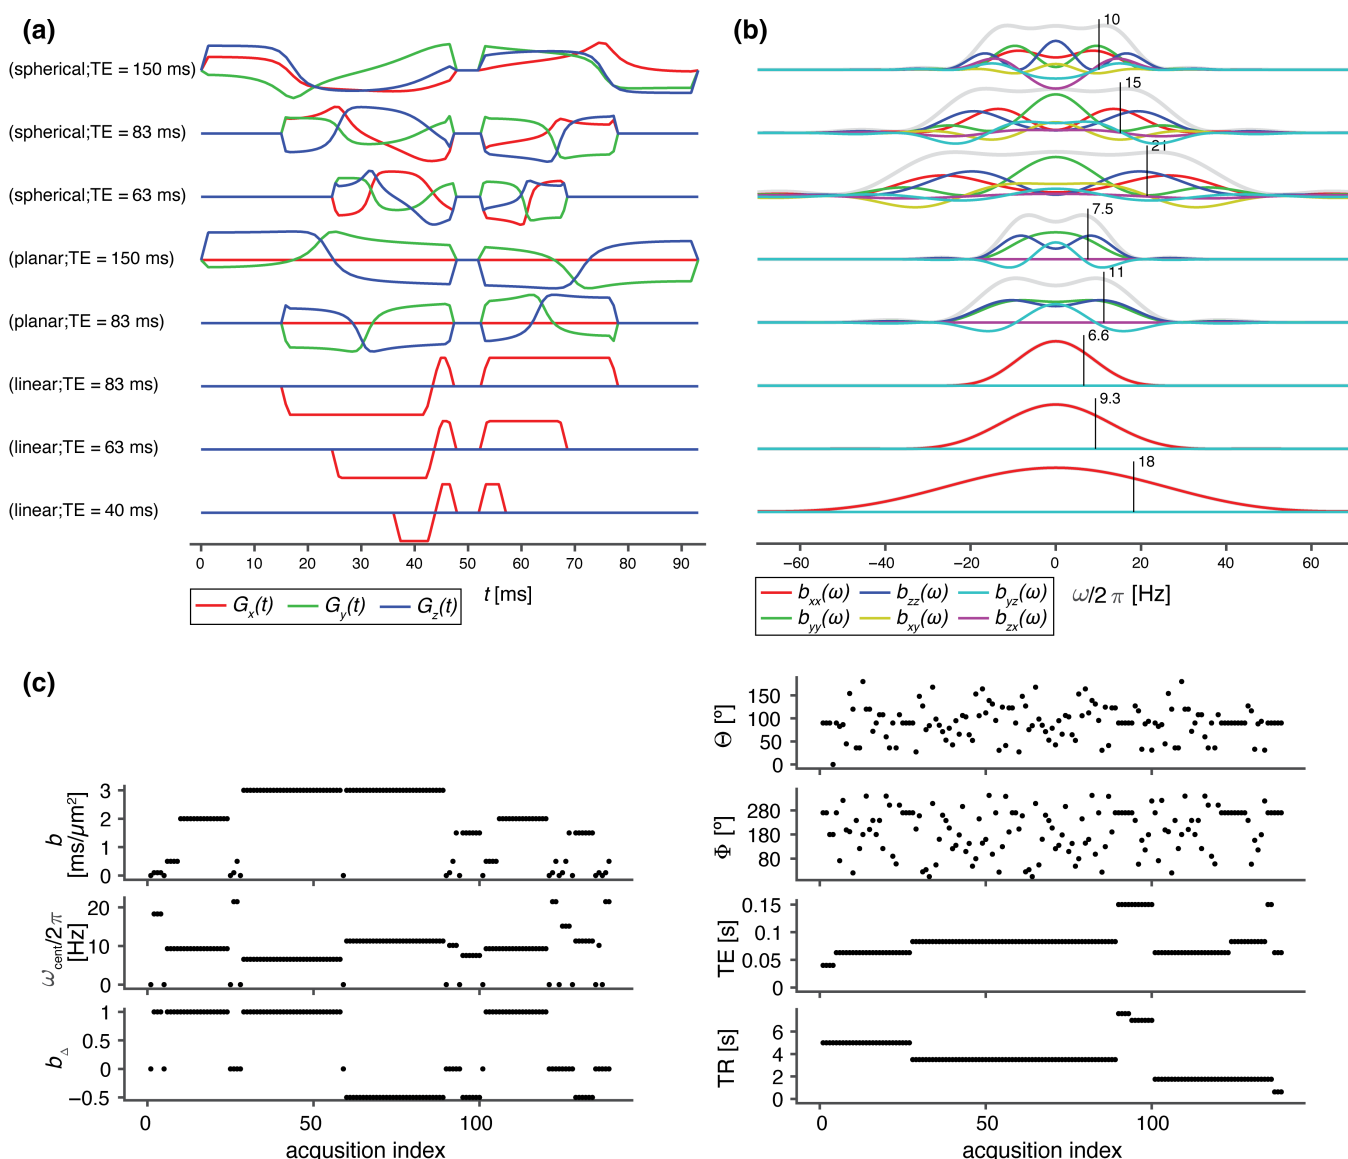 (a)
(spherical;TE = 150 ms)
(spherical;TE = 83 ms)
(spherical;TE = 63 ms)
(planar;TE = 150 ms)
(planar;TE = 83 ms)
(linear;TE = 83 ms)
(linear;TE = 63 ms)
(linear;TE = 40 ms)
0 10 20 30 40 50 60 70 80 90
t [ms]
Gx(t) Gy(t) Gz(t)
(b)
10
15
21
7.5
11
6.6
9.3
18
−60 −40 −20 0 20 40 60
ω/2 π [Hz]
bxx(ω) bzz(ω) byz(ω)
byy(ω) bxy(ω) bzx(ω)
(c)
b
[ms/μm²]
3
2
1
0
ωcent/2π
[Hz]
20
10
0
b△
1
0.5
0
−0.5
0 50 100
acqusition index
Θ [º]
150
100
50
0
Φ [º]
280
180
80
TE [s]
0.15
0.1
0.05
0
TR [s]
6
4
2
0
0 50 100
acqusition index